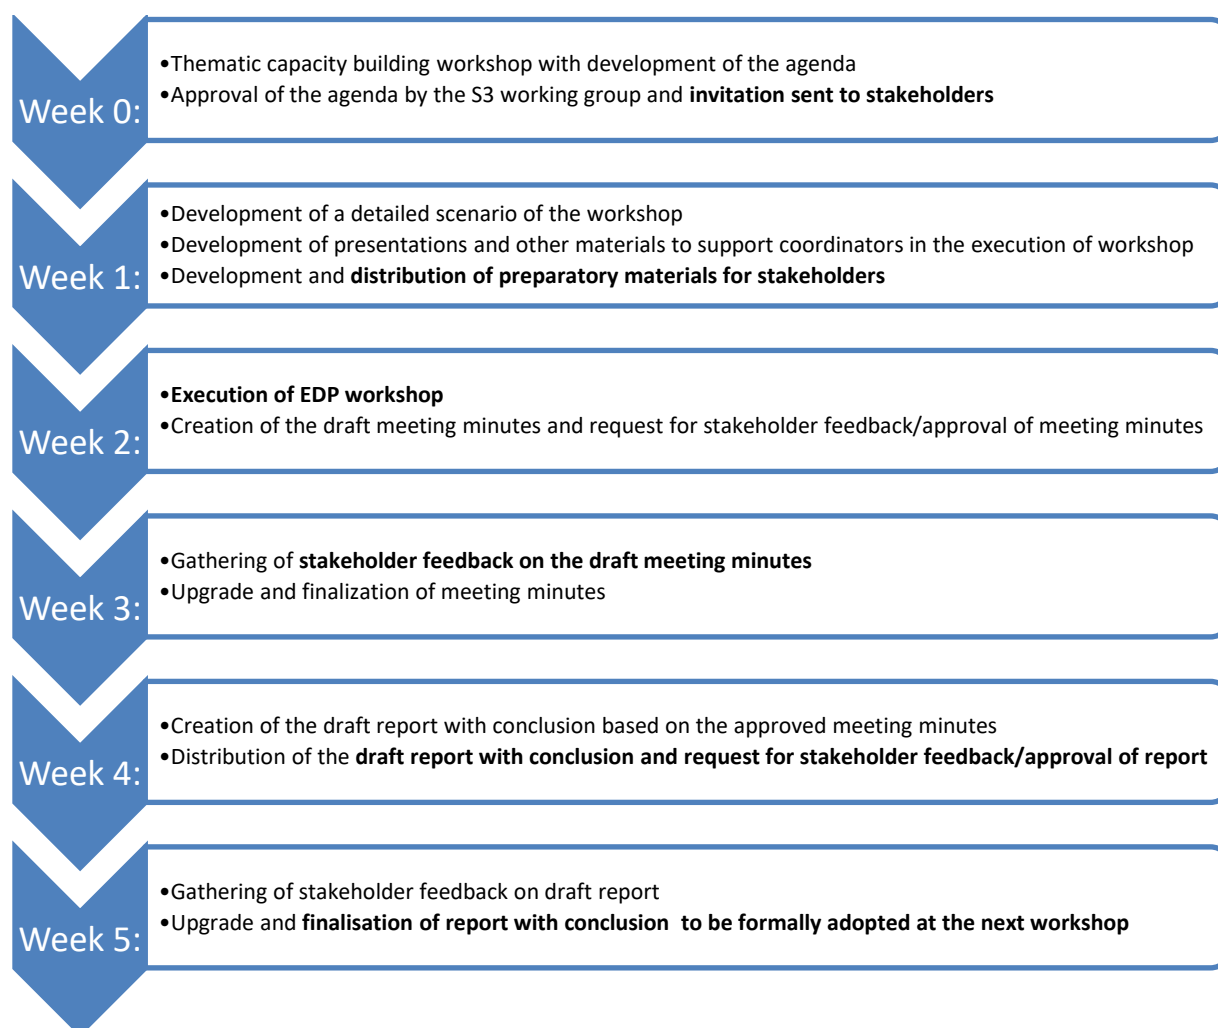 Week 0:
•Thematic capacity building workshop with development of the agenda
•Approval of the agenda by the S3 working group and invitation sent to stakeholders
Week 1:
•Development of a detailed scenario of the workshop
•Development of presentations and other materials to support coordinators in the execution of workshop
•Development and distribution of preparatory materials for stakeholders
Week 2:
•Execution of EDP workshop
•Creation of the draft meeting minutes and request for stakeholder feedback/approval of meeting minutes
Week 3:
•Gathering of stakeholder feedback on the draft meeting minutes
•Upgrade and finalization of meeting minutes
Week 4:
•Creation of the draft report with conclusion based on the approved meeting minutes
•Distribution of the draft report with conclusion and request for stakeholder feedback/approval of report
Week 5:
•Gathering of stakeholder feedback on draft report
•Upgrade and finalisation of report with conclusion  to be formally adopted at the next workshop